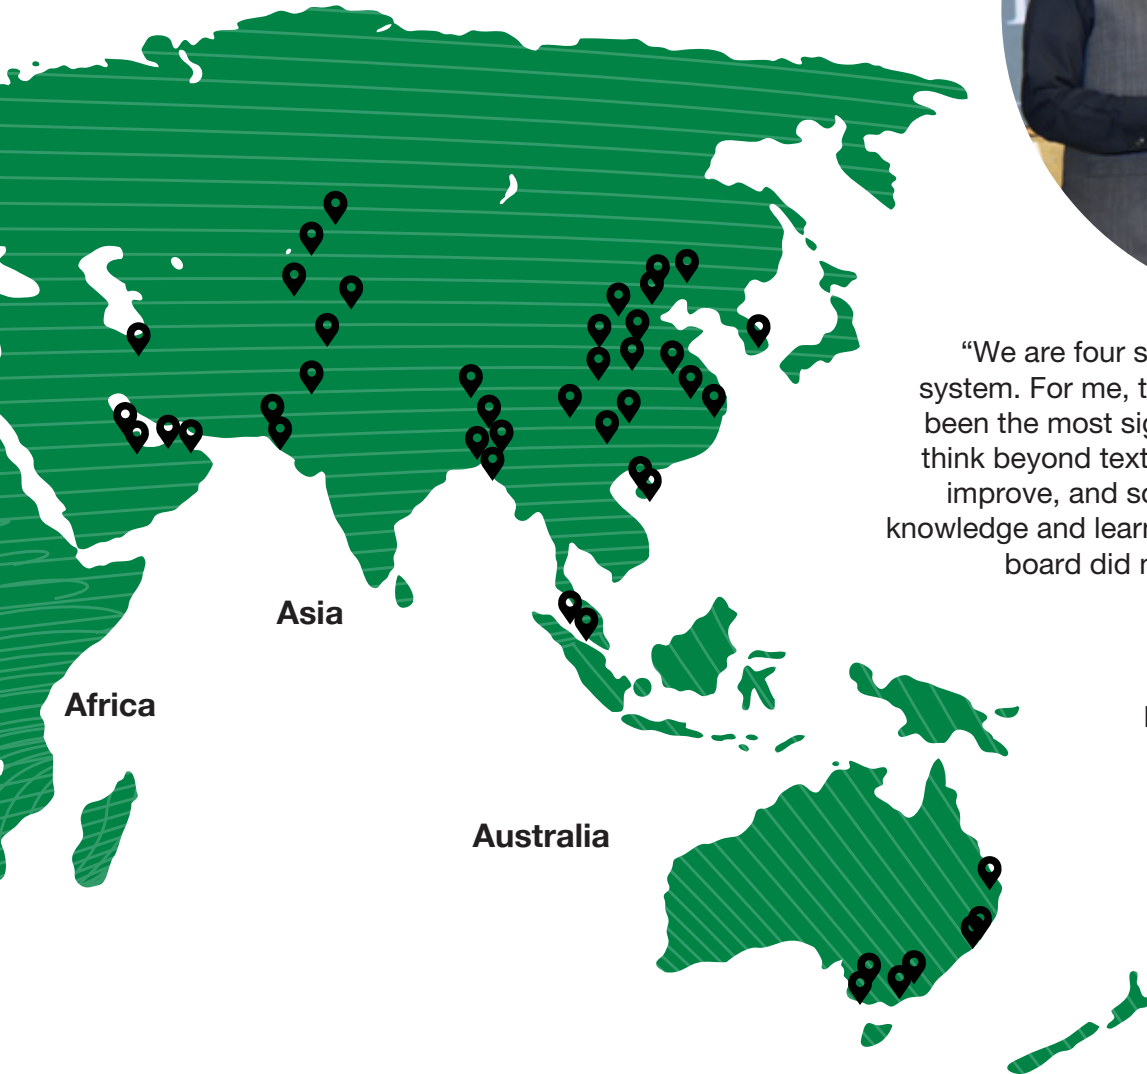 “We are four s
system. For me, t
been the most sig
think beyond text
improve, and so
knowledge and learn
board did
Asia
Africa
Australia